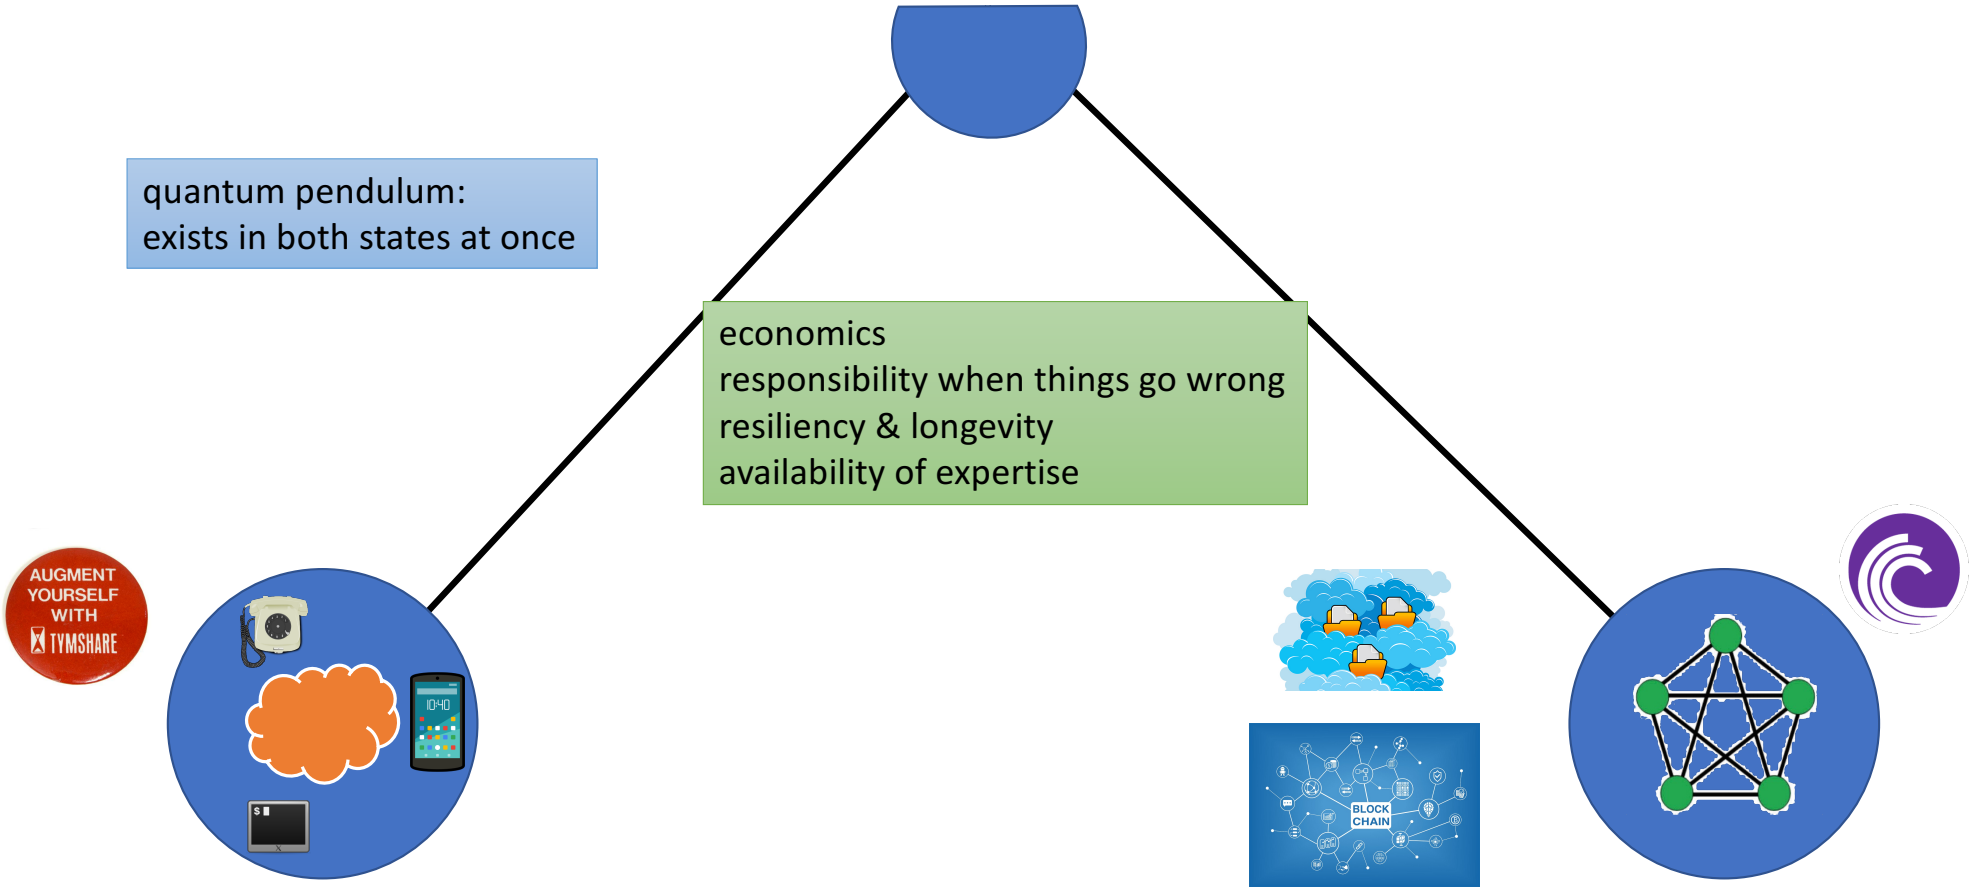 quantum pendulum:
exists in both states at once
economics
responsibility when things go wrong
resiliency & longevity
availability of expertise
AUGMENT
YOURSELF
WITH
TYMSHARE
10:40
$
X
BLOCK
CHAIN